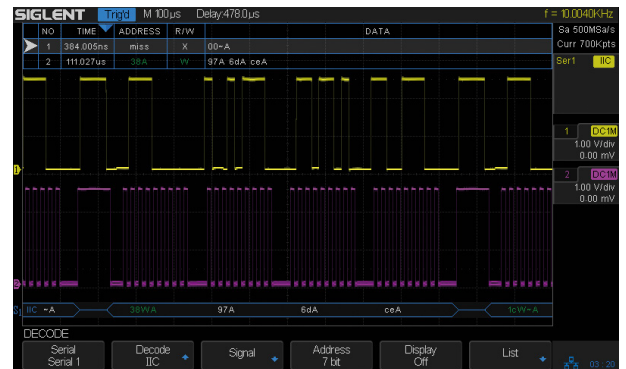 SIGLENT Trig'd M 100µs Delay:478.0µs f = 10.0040KHz
NO TIME ADDRESS R/W DATA
1 384.005ns miss X 00~A
2 111.027us 38A W 97A 6dA ceA
Sa 500MSa/s
Curr 700Kpts
Ser1 IIC
1 DC1M
1.00 V/div
0.00 mV
2 DC1M
1.00 V/div
0.00 mV
1
2
S1 IIC ~A 38WA 97A 6dA ceA 1cW~A
DECODE
Serial Decode Signal Address Display List
Serial 1 IIC 7 bit Off
03:20